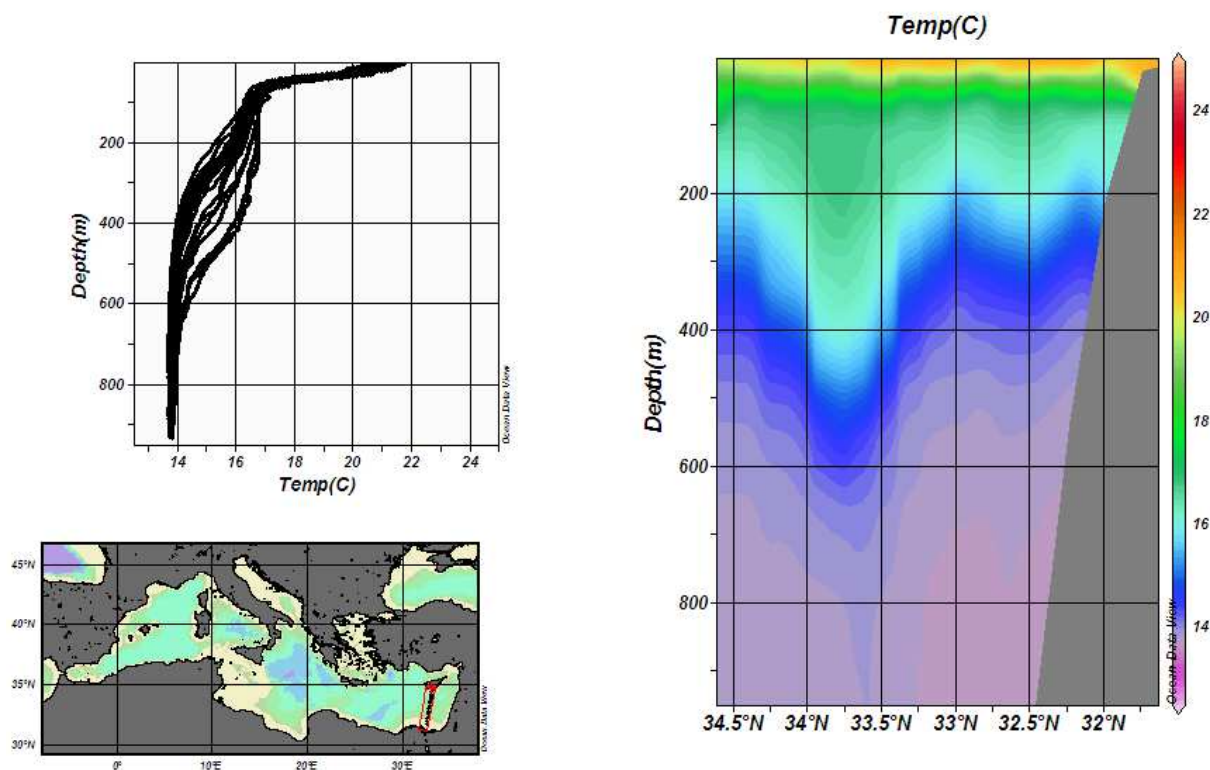 Temp(C)
Depth(m)
200
400
600
800
14
16
18
20
22
24
Temp(C)
Ocean Data View
45°N
40°N
35°N
30°N
0°
10°E
20°E
30°E
Ocean Data View
Depth(m)
200
400
600
800
34.5°N
34°N
33.5°N
33°N
32.5°N
32°N
24
22
20
18
16
14
Ocean Data View